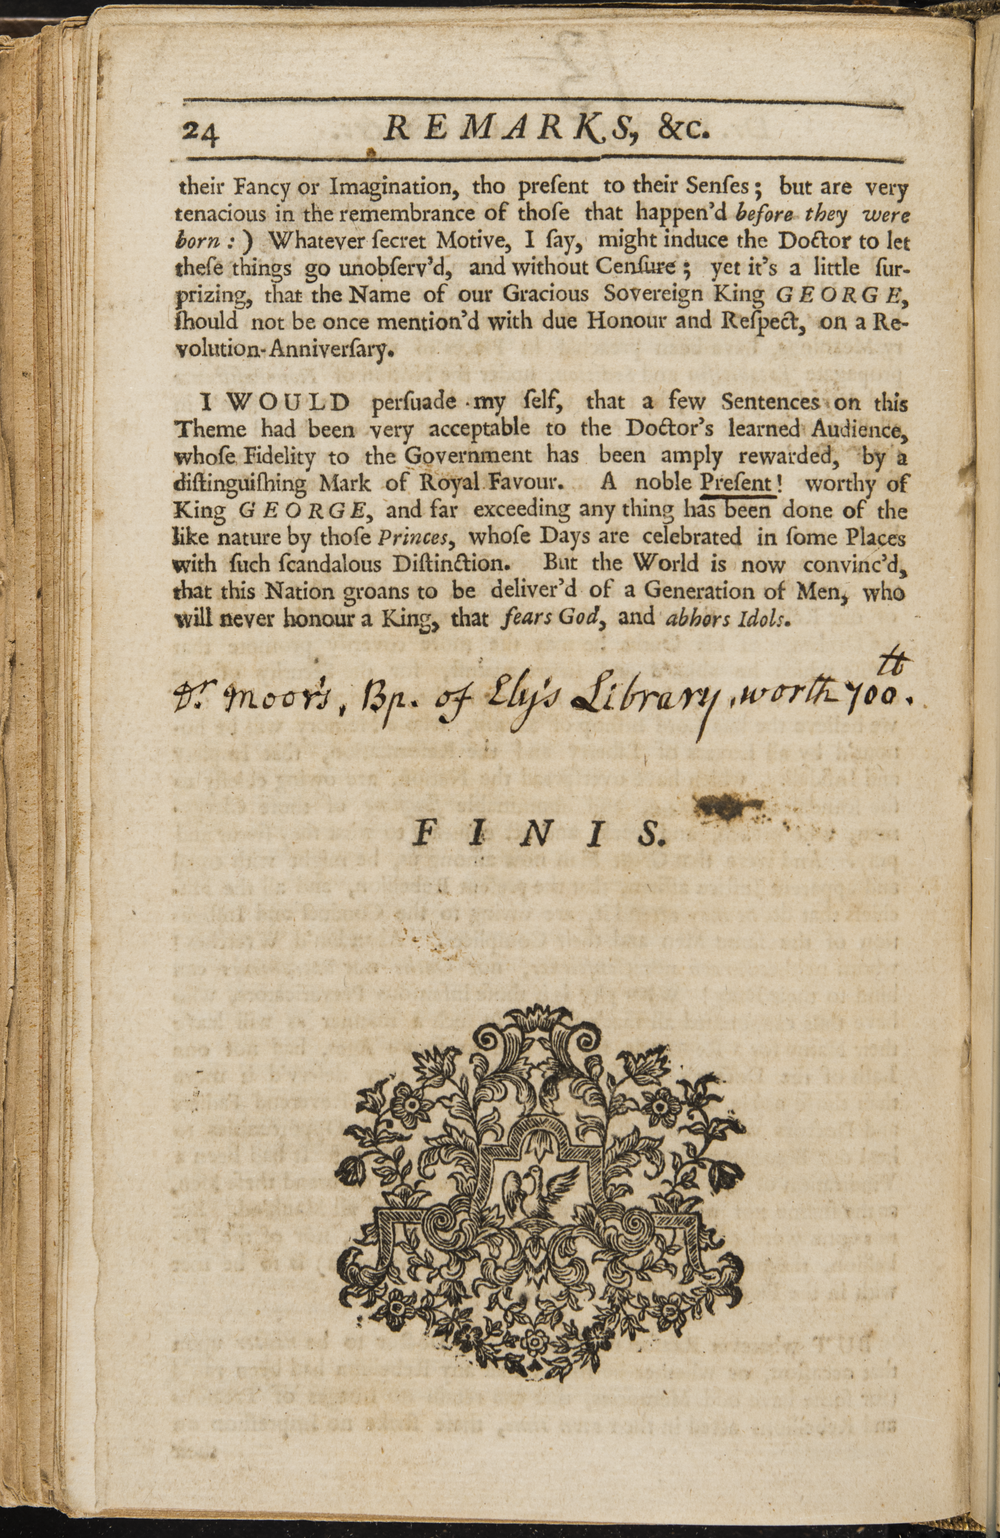 24 REMARKS, &c.
their Fancy or Imagination, tho preſent to their Senſes; but are very
tenacious in the remembrance of thoſe that happen'd before they were
born:) Whatever ſecret Motive, I ſay, might induce the Doctor to let
theſe things go unobſerv'd, and without Cenſure; yet it's a little ſur-
prizing, that the Name of our Gracious Sovereign King GEORGE,
ſhould not be once mention'd with due Honour and Reſpect, on a Re-
volution-Anniverſary.
I WOULD perſuade my ſelf, that a few Sentences on this
Theme had been very acceptable to the Doctor's learned Audience,
whoſe Fidelity to the Government has been amply rewarded, by a
diſtinguiſhing Mark of Royal Favour. A noble Preſent! worthy of
King GEORGE, and far exceeding any thing has been done of the
like nature by thoſe Princes, whoſe Days are celebrated in ſome Places
with ſuch ſcandalous Diſtinction. But the World is now convinc'd,
that this Nation groans to be deliver'd of a Generation of Men, who
will never honour a King, that fears God, and abhors Idols.
Dr. Moor's, Bp. of Ely's Library, worth 700.
FINIS.